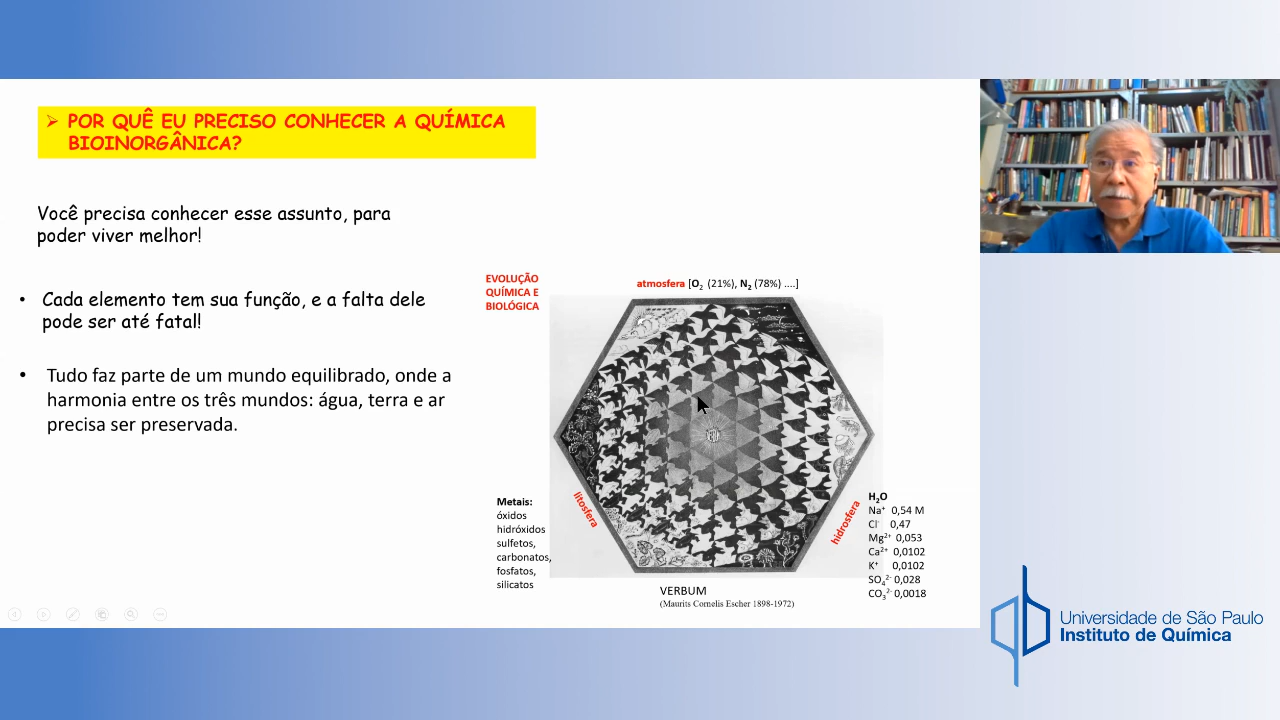 ➢ POR QUÊ EU PRECISO CONHECER A QUÍMICA
BIOINORGÂNICA?
Você precisa conhecer esse assunto, para
poder viver melhor!
• Cada elemento tem sua função, e a falta dele
pode ser até fatal!
• Tudo faz parte de um mundo equilibrado, onde a
harmonia entre os três mundos: água, terra e ar
precisa ser preservada.
EVOLUÇÃO
QUÍMICA E
BIOLÓGICA
atmosfera [O₂ (21%), N₂ (78%) ....]
Metais:
óxidos
hidróxidos
sulfetos,
carbonatos,
fosfatos,
silicatos
litosfera
VERBUM
hidrosfera
H₂O
Na⁺ 0,54 M
Cl⁻ 0,47
Mg²⁺ 0,053
Ca²⁺ 0,0102
K⁺ 0,0102
SO₄²⁻ 0,028
CO₃²⁻ 0,0018
VERBUM
(Maurits Cornelis Escher 1898-1972)
Universidade de São Paulo
Instituto de Química